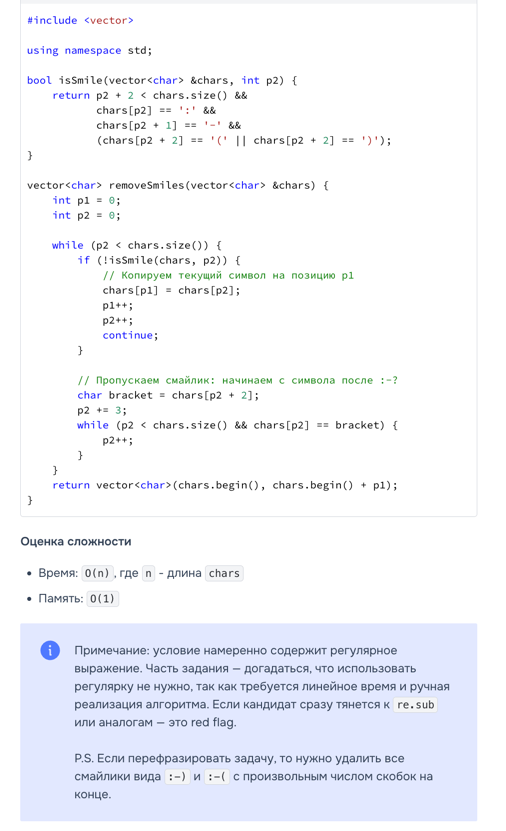 #include <vector>
using namespace std;
bool isSmile(vector<char> &chars, int p2) {
    return p2 + 2 < chars.size() &&
           chars[p2] == ':' &&
           chars[p2 + 1] == '-' &&
           (chars[p2 + 2] == '(' || chars[p2 + 2] == ')');
}
vector<char> removeSmiles(vector<char> &chars) {
    int p1 = 0;
    int p2 = 0;
    while (p2 < chars.size()) {
        if (!isSmile(chars, p2)) {
            // Копируем текущий символ на позицию p1
            chars[p1] = chars[p2];
            p1++;
            p2++;
            continue;
        }
        // Пропускаем смайлик: начинаем с символа после :-?
        char bracket = chars[p2 + 2];
        p2 += 3;
        while (p2 < chars.size() && chars[p2] == bracket) {
            p2++;
        }
    }
    return vector<char>(chars.begin(), chars.begin() + p1);
}
Оценка сложности
• Время: O(n), где n - длина chars
• Память: O(1)
Примечание: условие намеренно содержит регулярное
выражение. Часть задания — догадаться, что использовать
регулярку не нужно, так как требуется линейное время и ручная
реализация алгоритма. Если кандидат сразу тянется к re.sub
или аналогам — это red flag.
P.S. Если перефразировать задачу, то нужно удалить все
смайлики вида :-) и :-( с произвольным числом скобок на
конце.